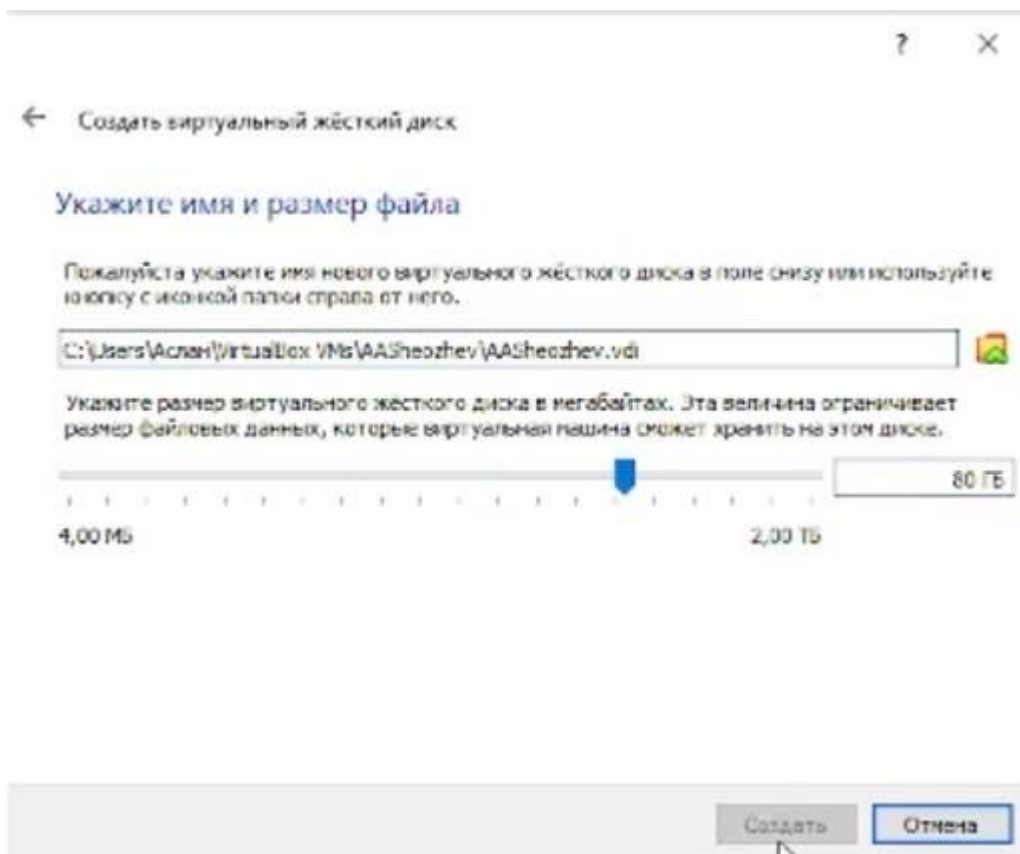 ?
Создать виртуальный жёсткий диск
Укажите имя и размер файла
Пожалуйста укажите имя нового виртуального жёсткого диска в поле снизу или используйте
кнопку с иконкой папки справа от него.
C:\Users\Аслан\VirtualBox VMs\AASheozhev\AASheozhev.vdi
Укажите размер виртуального жесткого диска в мегабайтах. Эта величина ограничивает
размер файловых данных, которые виртуальная машина сможет хранить на этом диске.
80 ГБ
4,00 МБ 2,00 ТБ
Создать Отмена